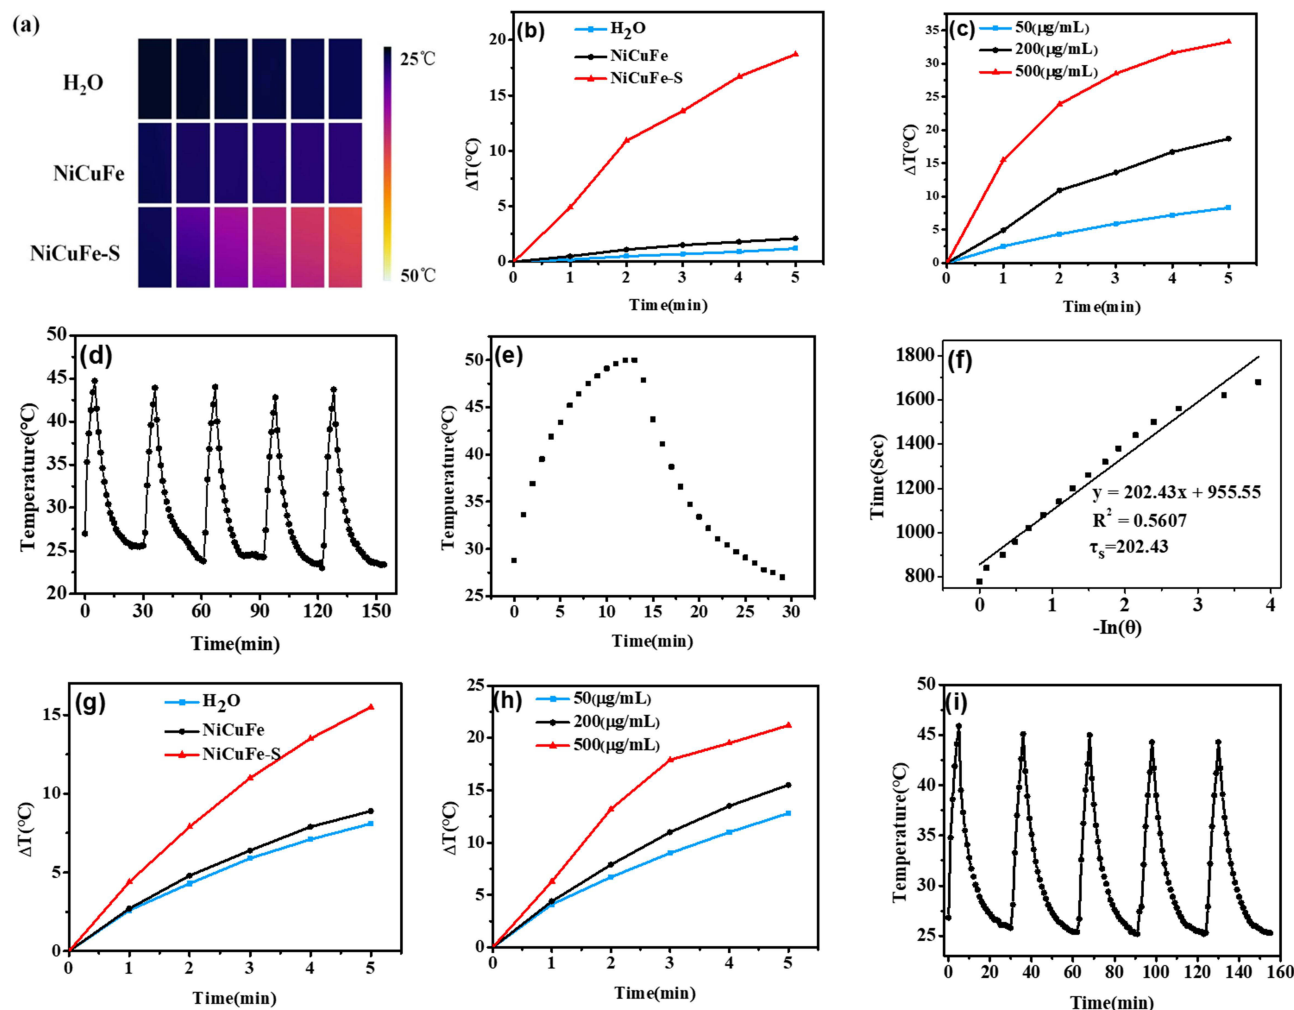 (a)
H₂O
NiCuFe
NiCuFe-S
25℃
50℃
(b)
H₂O
NiCuFe
NiCuFe-S
ΔT(°C)
20
15
10
5
0
0 1 2 3 4 5
Time(min)
(c)
50(μg/mL)
200(μg/mL)
500(μg/mL)
ΔT(°C)
35
30
25
20
15
10
5
0
0 1 2 3 4 5
Time(min)
(d)
Temperature(°C)
50
45
40
35
30
25
20
0 30 60 90 120 150
Time(min)
(e)
Tempuerature(°C)
50
45
40
35
30
25
0 5 10 15 20 25 30
Time(min)
(f)
Time(Sec)
1800
1600
1400
1200
1000
800
y = 202.43x + 955.55
R² = 0.5607
τₛ=202.43
0 1 2 3 4
-In(θ)
(g)
H₂O
NiCuFe
NiCuFe-S
ΔT(°C)
15
10
5
0
0 1 2 3 4 5
Time(min)
(h)
50(μg/mL)
200(μg/mL)
500(μg/mL)
ΔT(°C)
25
20
15
10
5
0
0 1 2 3 4 5
Time(min)
(i)
Temperature(°C)
50
45
40
35
30
25
0 20 40 60 80 100 120 140 160
Time(min)